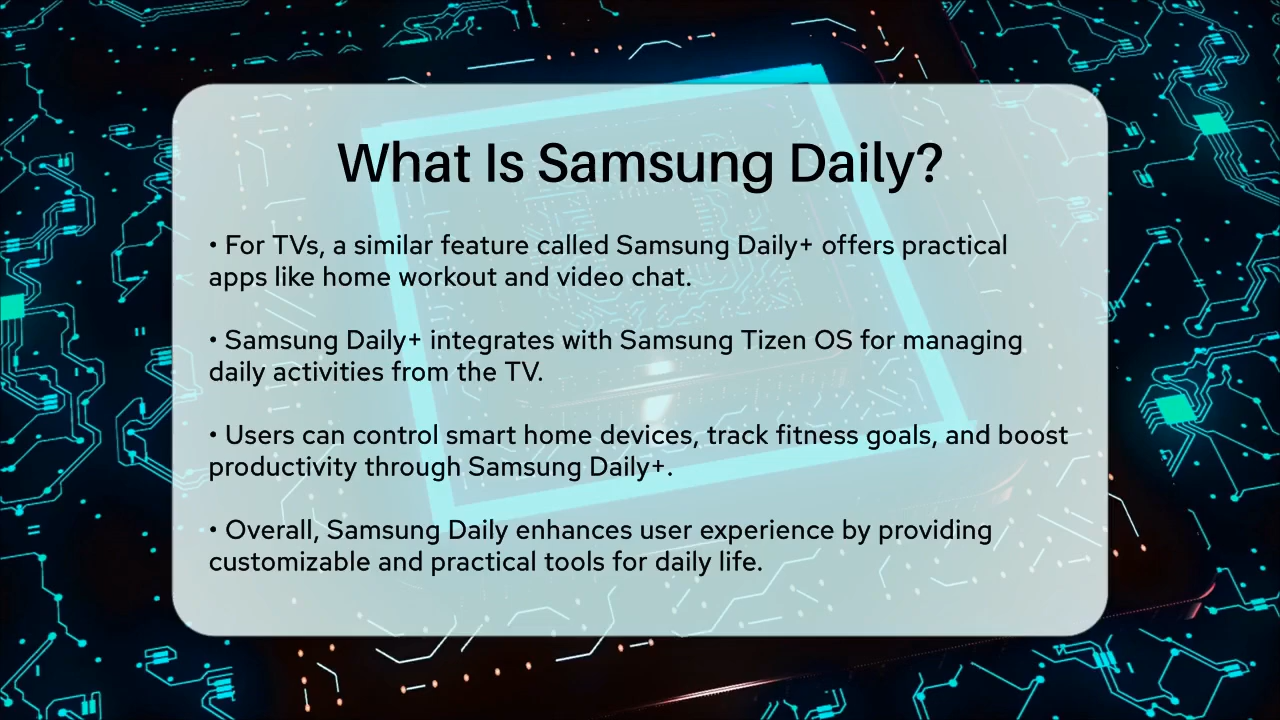 What Is Samsung Daily?
• For TVs, a similar feature called Samsung Daily+ offers practical
apps like home workout and video chat.
• Samsung Daily+ integrates with Samsung Tizen OS for managing
daily activities from the TV.
• Users can control smart home devices, track fitness goals, and boost
productivity through Samsung Daily+.
• Overall, Samsung Daily enhances user experience by providing
customizable and practical tools for daily life.